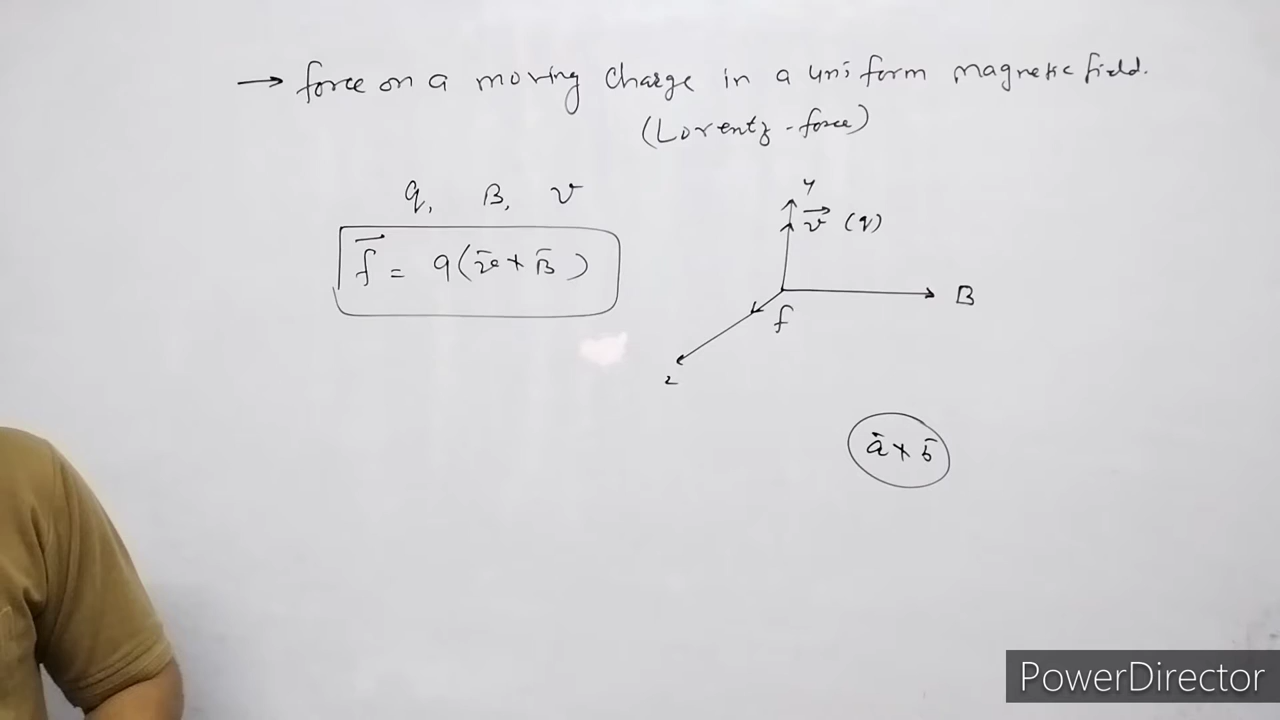 → force on a moving charge in a uniform magnetic field.
(Lorentz - force)
q, B, v
f⃗ = q(v̄ × B̄)
y
v⃗ (q)
B
f
z
ā × b̄
PowerDirector